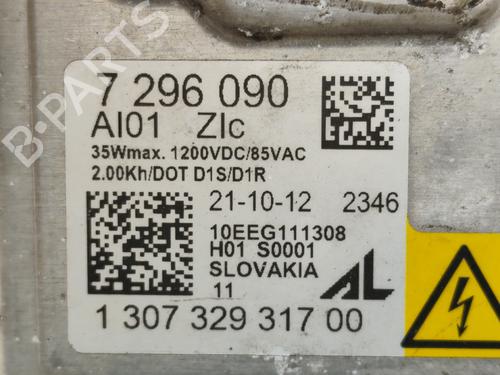 7 296 090
AI01 ZIc
35Wmax. 1200VDC/85VAC
2.00Kh/DOT D1S/D1R
21-10-12 2346
10EEG111308
H01 S0001
SLOVAKIA
11 AL
1 307 329 317 00
B-PARTS